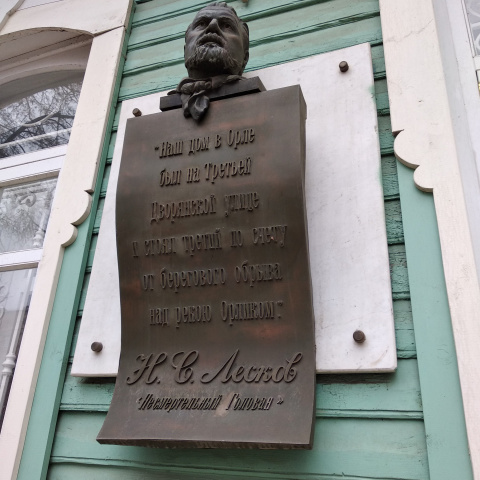 "Наш дом в Орле
был на Третьей
Дворянской улице
и стоял третий по счету
от берегового обрыва
над рекою Орликом".
Н. С. Лесков
"Несмертельный Голован"